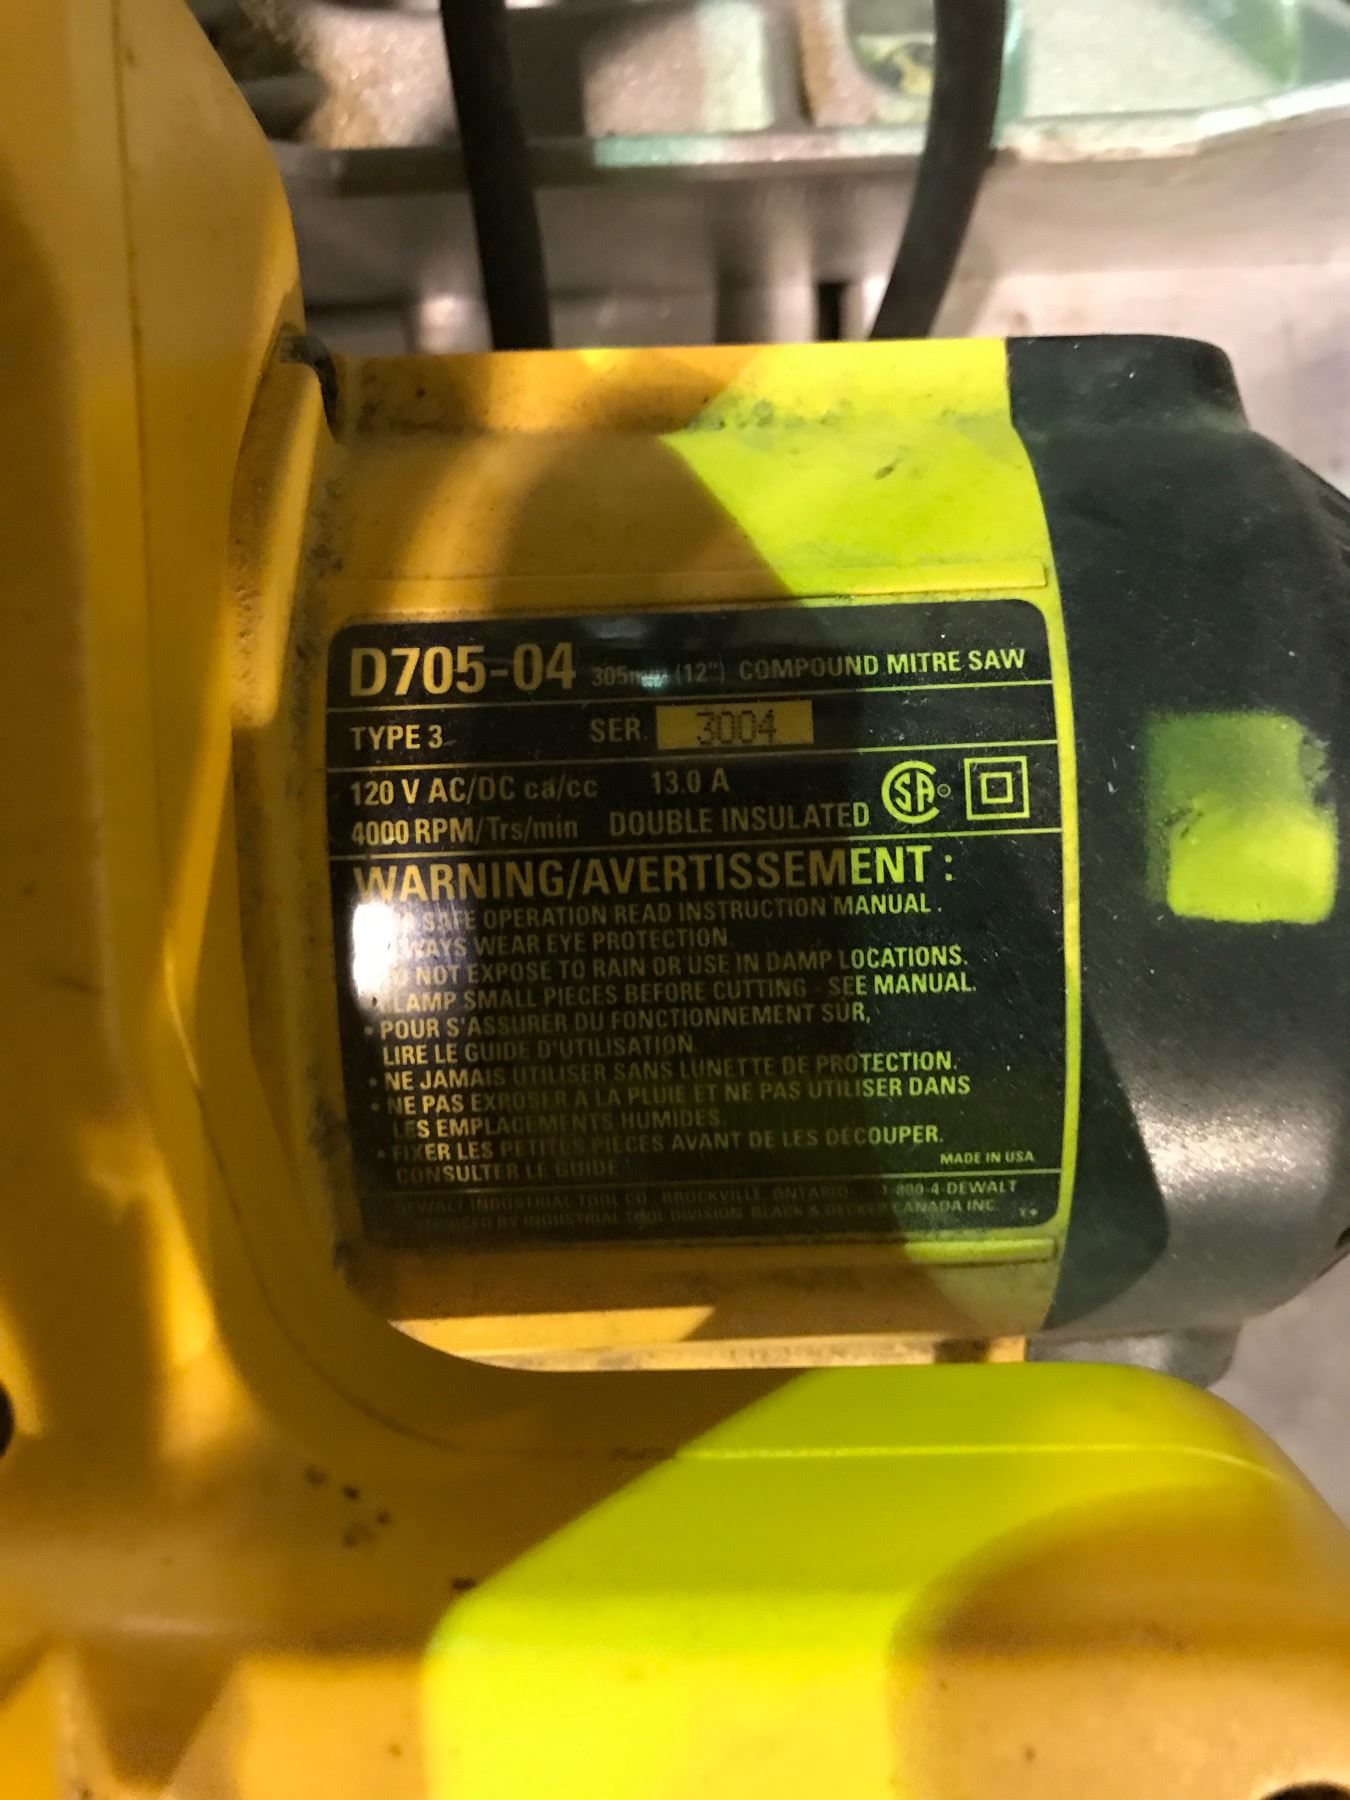 D705-04 305mm (12") COMPOUND MITRE SAW
TYPE 3 SER. 3004
120 V AC/DC ca/cc 13.0 A
4000 RPM/Trs/min DOUBLE INSULATED
WARNING/AVERTISSEMENT :
SAFE OPERATION READ INSTRUCTION MANUAL.
ALWAYS WEAR EYE PROTECTION.
DO NOT EXPOSE TO RAIN OR USE IN DAMP LOCATIONS.
CLAMP SMALL PIECES BEFORE CUTTING - SEE MANUAL.
• POUR S'ASSURER DU FONCTIONNEMENT SUR,
LIRE LE GUIDE D'UTILISATION.
• NE JAMAIS UTILISER SANS LUNETTE DE PROTECTION.
• NE PAS EXPOSER A LA PLUIE ET NE PAS UTILISER DANS
LES EMPLACEMENTS HUMIDES.
• FIXER LES PETITES PIECES AVANT DE LES DECOUPER.
CONSULTER LE GUIDE
MADE IN USA
DEWALT INDUSTRIAL TOOL CO. BROCKVILLE ONTARIO 1-800-4-DEWALT
SERVICED BY INDUSTRIAL TOOL DIVISION BLACK & DECKER CANADA INC.